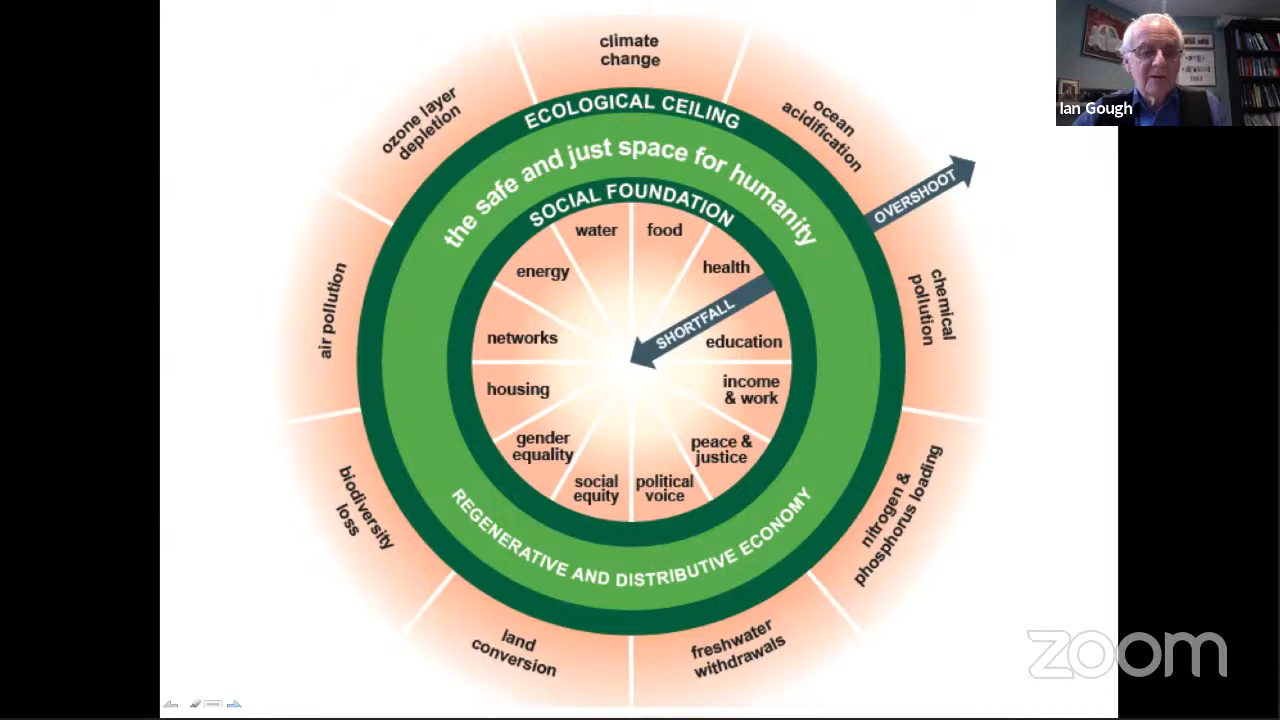 climate
change
ozone layer
depletion
ocean
acidification
ECOLOGICAL CEILING
the safe and just space for humanity
SOCIAL FOUNDATION
OVERSHOOT
water
food
energy
health
SHORTFALL
air pollution
chemical
pollution
networks
education
housing
income
& work
gender
equality
peace &
justice
social
equity
political
voice
biodiversity
loss
nitrogen &
phosphorus loading
REGENERATIVE AND DISTRIBUTIVE ECONOMY
land
conversion
freshwater
withdrawals
Ian Gough
zoom